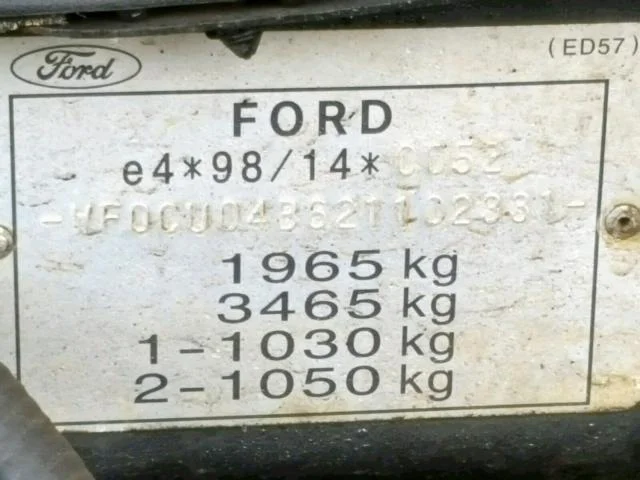 Ford
(ED57)
FORD
e4*98/14*
1965 kg
3465 kg
1-1030 kg
2-1050 kg